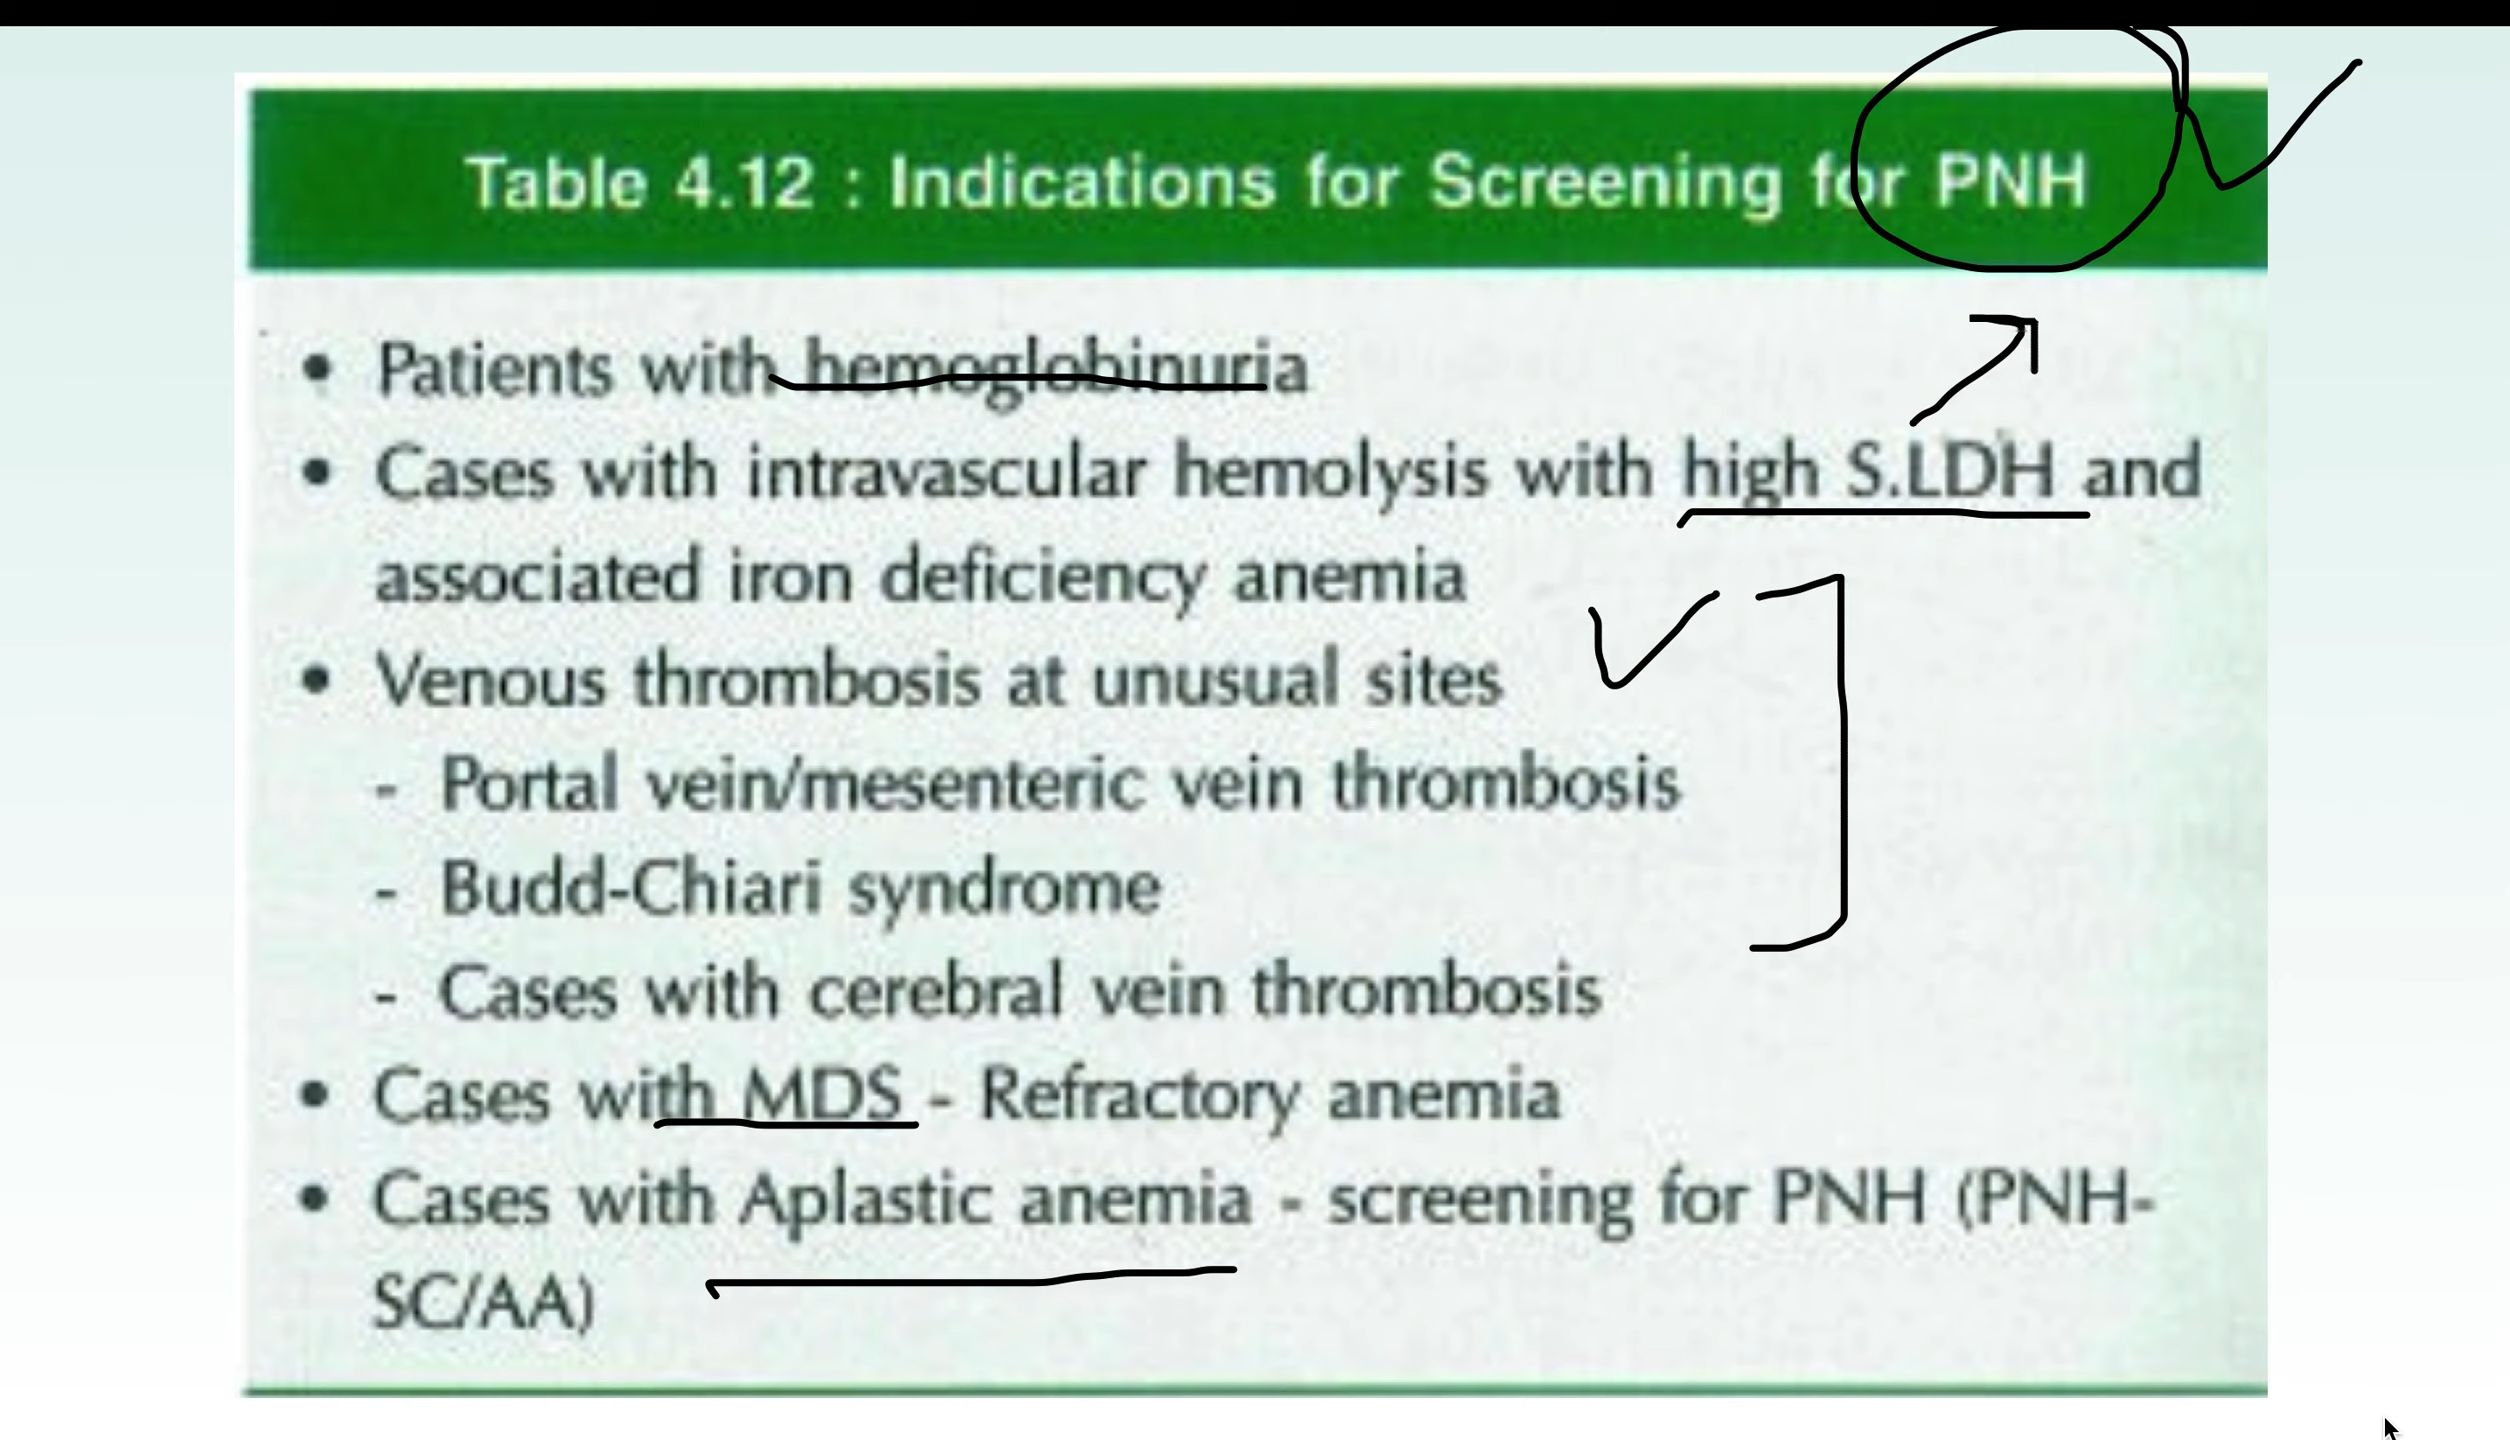 Table 4.12 : Indications for Screening for PNH
• Patients with hemoglobinuria
• Cases with intravascular hemolysis with high S.LDH and
associated iron deficiency anemia
• Venous thrombosis at unusual sites
- Portal vein/mesenteric vein thrombosis
- Budd-Chiari syndrome
- Cases with cerebral vein thrombosis
• Cases with MDS - Refractory anemia
• Cases with Aplastic anemia - screening for PNH (PNH-
SC/AA)